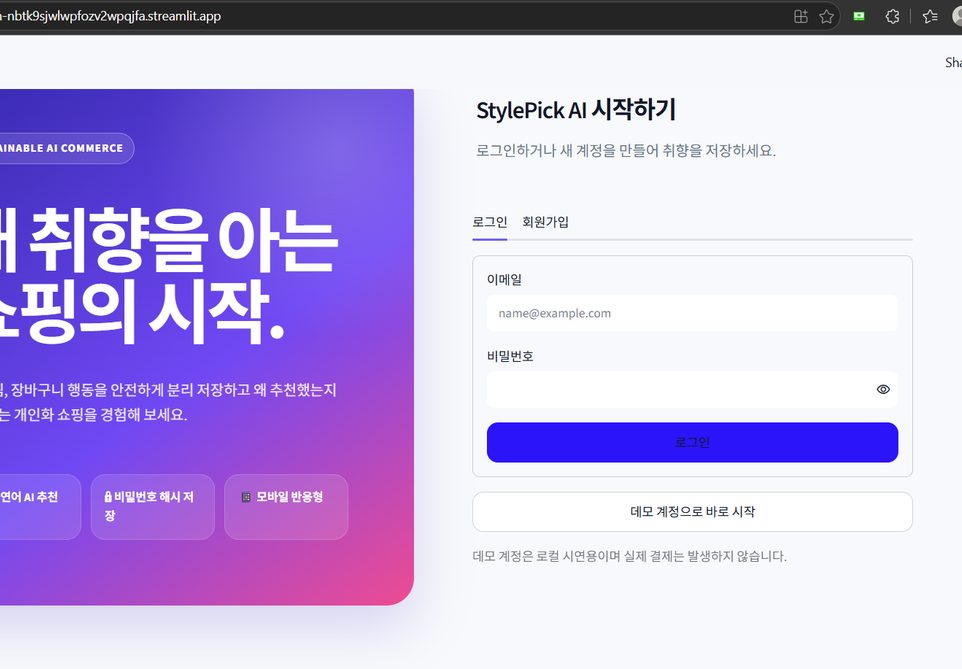 n-nbtk9sjwlwpfozv2wpqjfa.streamlit.app
Sha
AINABLE AI COMMERCE
내 취향을 아는
쇼핑의 시작.
, 장바구니 행동을 안전하게 분리 저장하고 왜 추천했는지
는 개인화 쇼핑을 경험해 보세요.
연어 AI 추천
🔒 비밀번호 해시 저
장
📱 모바일 반응형
StylePick AI 시작하기
로그인하거나 새 계정을 만들어 취향을 저장하세요.
로그인 회원가입
이메일
name@example.com
비밀번호
로그인
데모 계정으로 바로 시작
데모 계정은 로컬 시연용이며 실제 결제는 발생하지 않습니다.